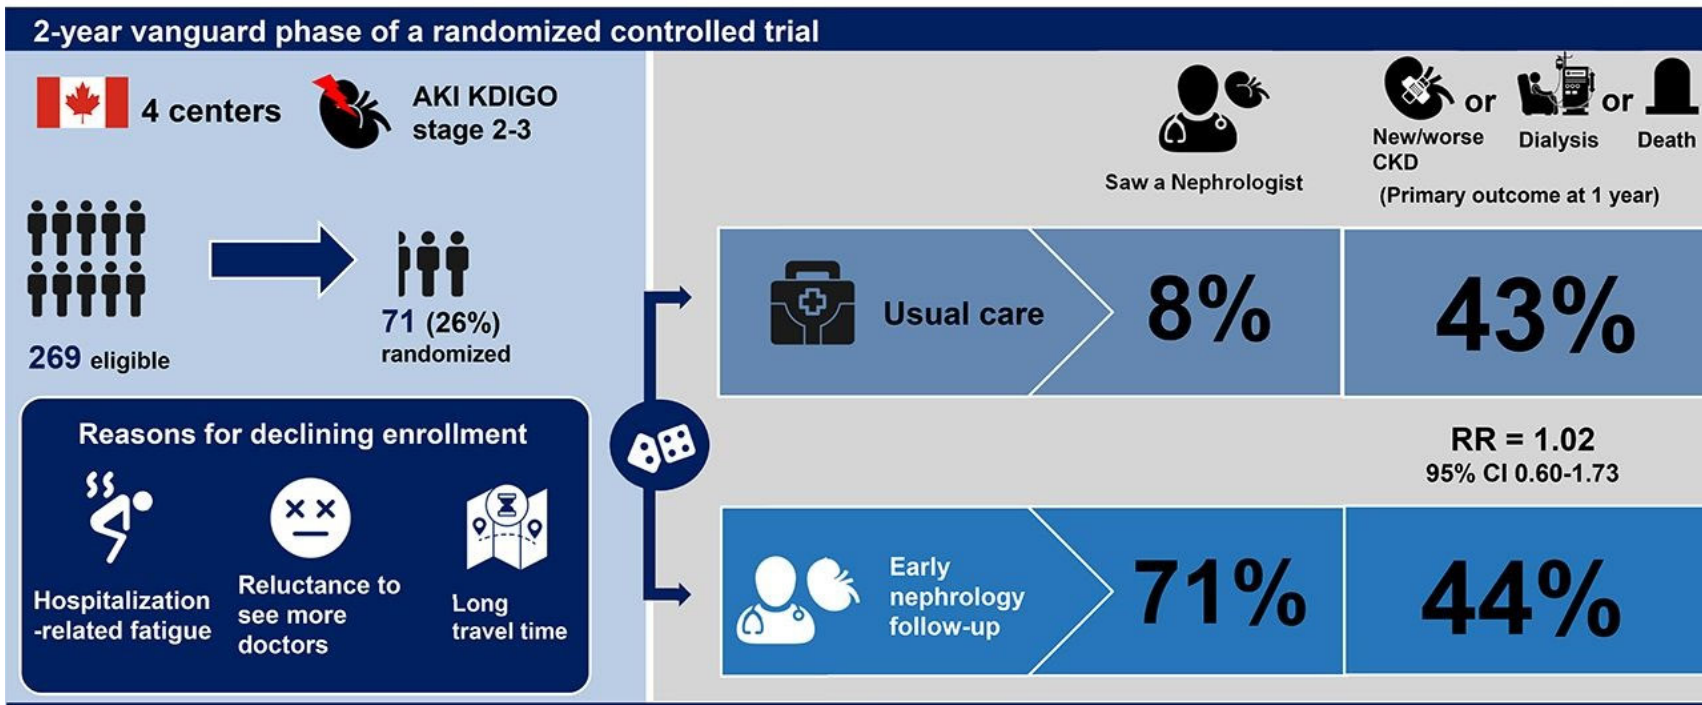 2-year vanguard phase of a randomized controlled trial
4 centers
AKI KDIGO
stage 2-3
269 eligible
71 (26%)
randomized
Reasons for declining enrollment
Hospitalization
-related fatigue
Reluctance to
see more
doctors
Long
travel time
Saw a Nephrologist
or
or
New/worse
CKD
Dialysis
Death
(Primary outcome at 1 year)
Usual care
8%
43%
RR = 1.02
95% CI 0.60-1.73
Early
nephrology
follow-up
71%
44%